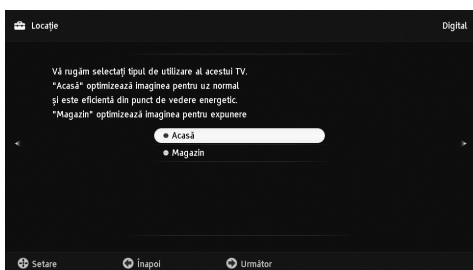 Locație Digital
Vă rugăm selectați tipul de utilizare al acestui TV.
"Acasă" optimizează imaginea pentru uz normal
și este eficientă din punct de vedere energetic.
"Magazin" optimizează imaginea pentru expunere
Acasă
Magazin
Setare Înapoi Următor